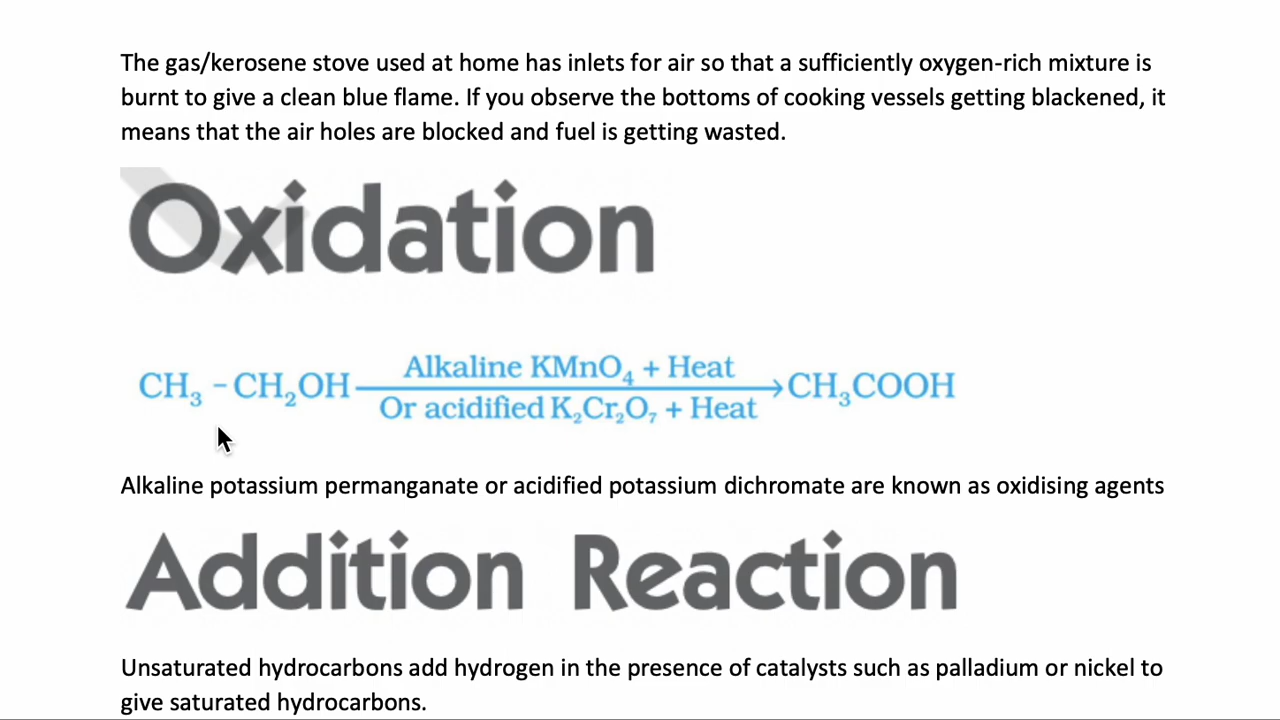 The gas/kerosene stove used at home has inlets for air so that a sufficiently oxygen-rich mixture is
burnt to give a clean blue flame. If you observe the bottoms of cooking vessels getting blackened, it
means that the air holes are blocked and fuel is getting wasted.
Oxidation
Alkaline KMnO₄ + Heat
CH₃ – CH₂OH → CH₃COOH
Or acidified K₂Cr₂O₇ + Heat
Alkaline potassium permanganate or acidified potassium dichromate are known as oxidising agents
Addition Reaction
Unsaturated hydrocarbons add hydrogen in the presence of catalysts such as palladium or nickel to
give saturated hydrocarbons.